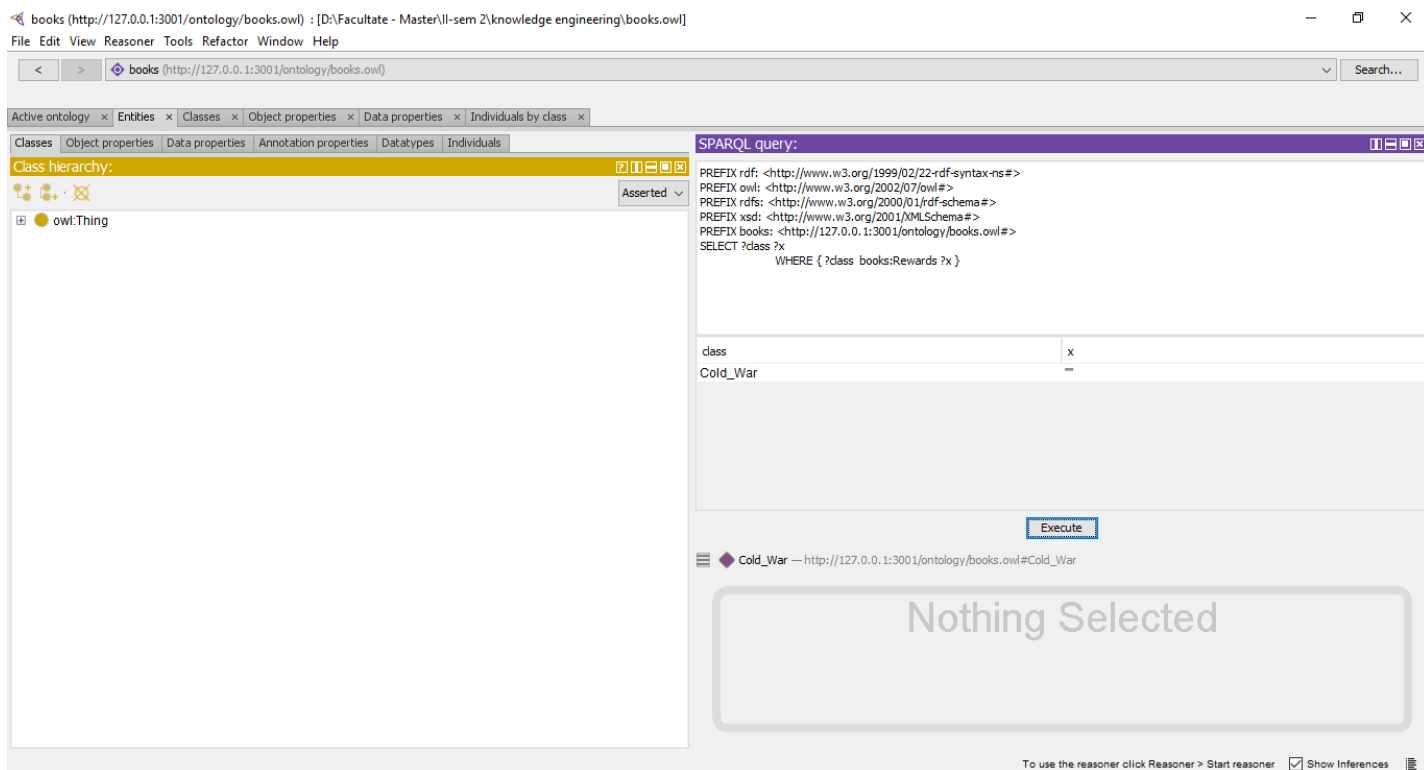 books (http://127.0.0.1:3001/ontology/books.owl) : [D:\Facultate - Master\II-sem 2\knowledge engineering\books.owl]
File Edit View Reasoner Tools Refactor Window Help
< > books (http://127.0.0.1:3001/ontology/books.owl) Search...
Active ontology × Entities × Classes × Object properties × Data properties × Individuals by class ×
Classes Object properties Data properties Annotation properties Datatypes Individuals
Class hierarchy:
Asserted
owl:Thing
SPARQL query:
PREFIX rdf: <http://www.w3.org/1999/02/22-rdf-syntax-ns#>
PREFIX owl: <http://www.w3.org/2002/07/owl#>
PREFIX rdfs: <http://www.w3.org/2000/01/rdf-schema#>
PREFIX xsd: <http://www.w3.org/2001/XMLSchema#>
PREFIX books: <http://127.0.0.1:3001/ontology/books.owl#>
SELECT ?class ?x
WHERE { ?class books:Rewards ?x }
class x
Cold_War ""
Execute
Cold_War — http://127.0.0.1:3001/ontology/books.owl#Cold_War
Nothing Selected
To use the reasoner click Reasoner > Start reasoner Show Inferences